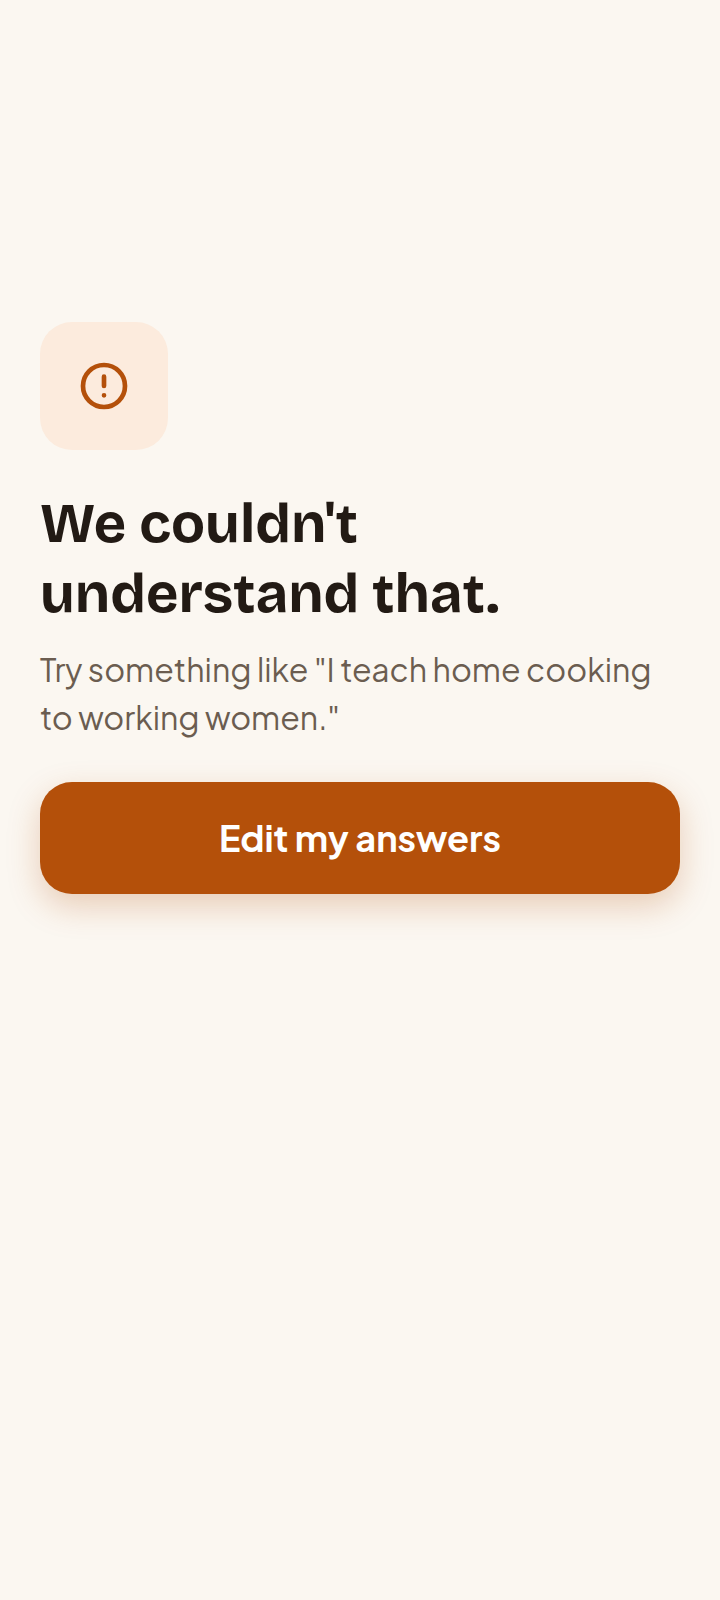 We couldn't
understand that.
Try something like "I teach home cooking
to working women."
Edit my answers